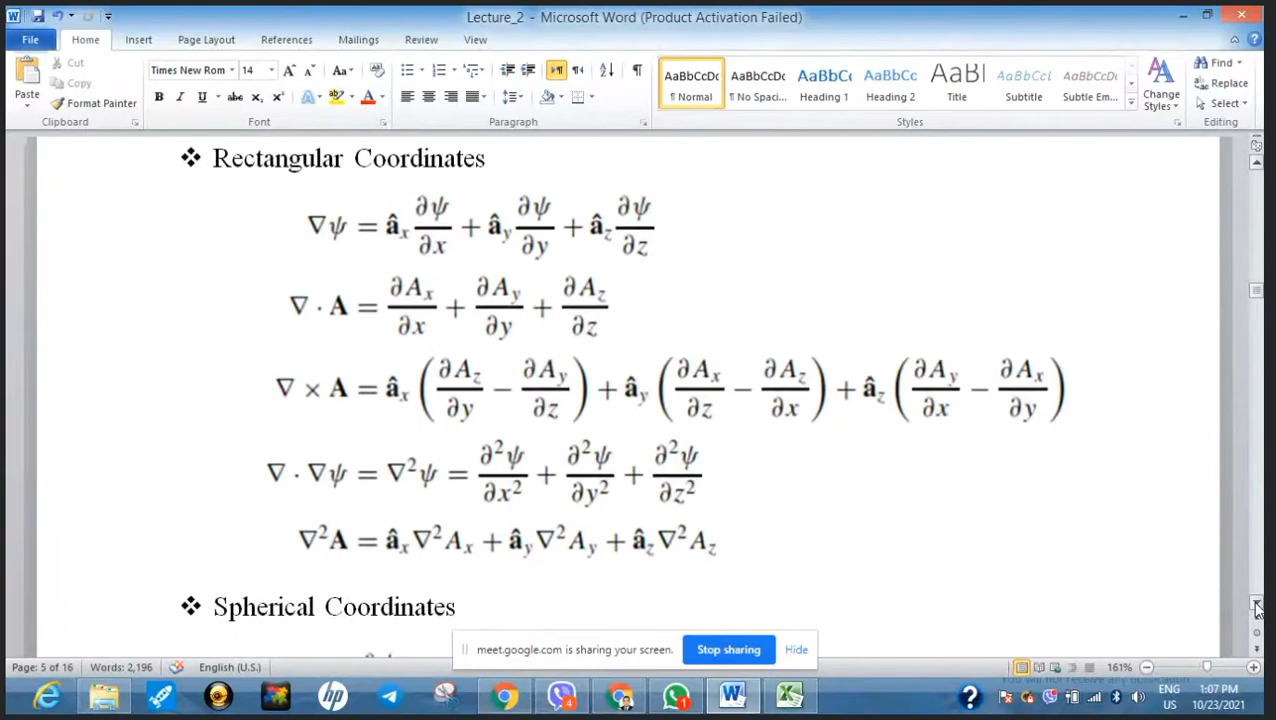 Lecture_2 - Microsoft Word (Product Activation Failed)
File Home Insert Page Layout References Mailings Review View
Paste
Cut
Copy
Format Painter
Clipboard
Times New Rom 14
Font
Paragraph
AaBbCcDc AaBbCcDc AaBbCc AaBbCc AaBl AaBbCcI AaBbCcDc
¶ Normal ¶ No Spaci... Heading 1 Heading 2 Title Subtitle Subtle Em...
Change Styles
Styles
Find
Replace
Select
Editing
❖ Rectangular Coordinates
∇ψ = â_x ∂ψ/∂x + â_y ∂ψ/∂y + â_z ∂ψ/∂z
∇ · A = ∂A_x/∂x + ∂A_y/∂y + ∂A_z/∂z
∇ × A = â_x (∂A_z/∂y − ∂A_y/∂z) + â_y (∂A_x/∂z − ∂A_z/∂x) + â_z (∂A_y/∂x − ∂A_x/∂y)
∇ · ∇ψ = ∇²ψ = ∂²ψ/∂x² + ∂²ψ/∂y² + ∂²ψ/∂z²
∇²A = â_x∇²A_x + â_y∇²A_y + â_z∇²A_z
❖ Spherical Coordinates
meet.google.com is sharing your screen. Stop sharing Hide
Page: 5 of 16 Words: 2,196 English (U.S.) 161%
ENG 1:07 PM
US 10/23/2021